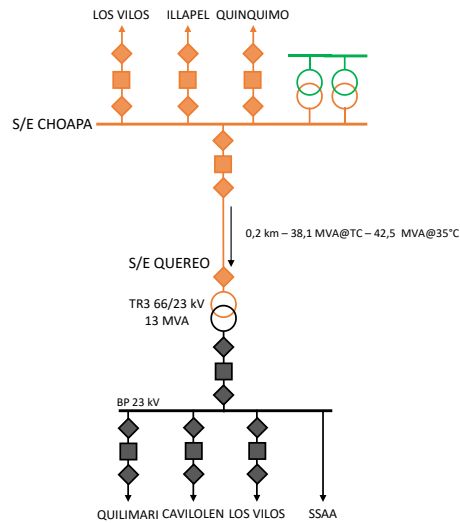 LOS VILOS ILLAPEL QUINQUIMO
S/E CHOAPA
0,2 km – 38,1 MVA@TC – 42,5 MVA@35°C
S/E QUEREO
TR3 66/23 kV
13 MVA
BP 23 kV
QUILIMARI CAVILOLEN LOS VILOS SSAA